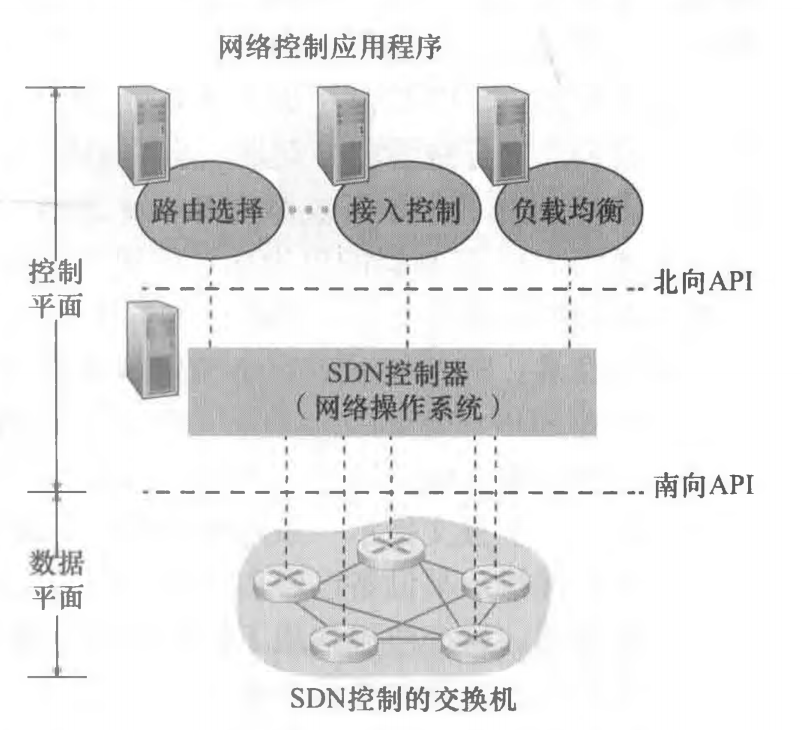 网络控制应用程序
路由选择
接入控制
负载均衡
控制
平面
北向API
SDN控制器
（网络操作系统）
南向API
数据
平面
SDN控制的交换机